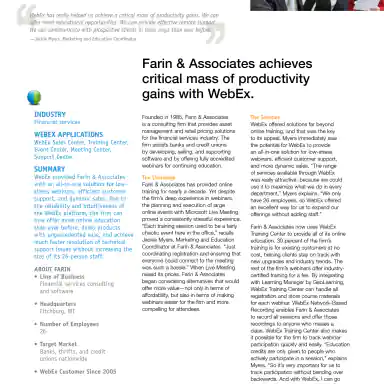 WebEx has really helped us achieve a critical mass of productivity gains. We can
offer more educational opportunities. We can provide effective remote support.
We can communicate with prospective clients in more ways than ever before.
— Jackie Myers, Marketing and Education Coordinator
Farin & Associates achieves
critical mass of productivity
gains with WebEx.
INDUSTRY
Financial services
WEBEX APPLICATIONS
WebEx Sales Center, Training Center,
Event Center, Meeting Center,
Support Center
SUMMARY
WebEx provided Farin & Associates
with an all-in-one solution for low-
stress webinars, efficient customer
support, and dynamic sales. Due to
the reliability and intuitiveness of
the WebEx platform, the firm can
now offer more online education
than ever before, demo products
with unprecedented ease, and achieve
much faster resolution of technical
support issues without increasing the
size of its 26-person staff.
ABOUT FARIN
• Line of Business
Financial services consulting
and software
• Headquarters
Fitchburg, WI
• Number of Employees
26
• Target Market
Banks, thrifts, and credit
unions nationwide
• WebEx Customer Since 2005
Founded in 1985, Farin & Associates
is a consulting firm that provides asset
management and retail pricing solutions
for the financial services industry. The
firm assists banks and credit unions
by developing, selling, and supporting
software and by offering fully accredited
webinars for continuing education.
The Challenge
Farin & Associates has provided online
training for nearly a decade. Yet despite
the firm's deep experience in webinars,
the planning and execution of large
online events with Microsoft Live Meeting
proved a consistently stressful experience.
"Each training session used to be a fairly
chaotic event here in the office," recalls
Jackie Myers, Marketing and Education
Coordinator at Farin & Associates. "Just
coordinating registration and ensuring that
everyone could connect to the meeting
was such a hassle." When Live Meeting
raised its prices, Farin & Associates
began considering alternatives that would
offer more value—not only in terms of
affordability, but also in terms of making
webinars easier for the firm and more
compelling for attendees.
The Solution
WebEx offered solutions far beyond
online training, and that was the key
to its appeal. Myers immediately saw
the potential for WebEx to provide
an all-in-one solution for low-stress
webinars, efficient customer support,
and more dynamic sales. "The range
of services available through WebEx
was really attractive, because we could
use it to maximize what we do in every
department," Myers explains. "We only
have 26 employees, so WebEx offered
an excellent way for us to expand our
offerings without adding staff."
Farin & Associates now uses WebEx
Training Center to provide all of its online
education. 35 percent of the firm's
training is for existing customers at no
cost, helping clients stay on track with
new upgrades and industry trends. The
rest of the firm's webinars offer industry-
certified training for a fee. By integrating
with Learning Manager by GeoLearning,
WebEx Training Center can handle all
registration and store course materials
for each webinar. WebEx Network-Based
Recording enables Farin & Associates
to record all sessions and offer those
recordings to anyone who misses a
class. WebEx Training Center also makes
it possible for the firm to track webinar
participation quickly and easily. "Education
credits are only given to people who
actively participate in a session," explains
Myers. "So it's very important for us to
track participation without bending over
backwards. And with WebEx, I can go